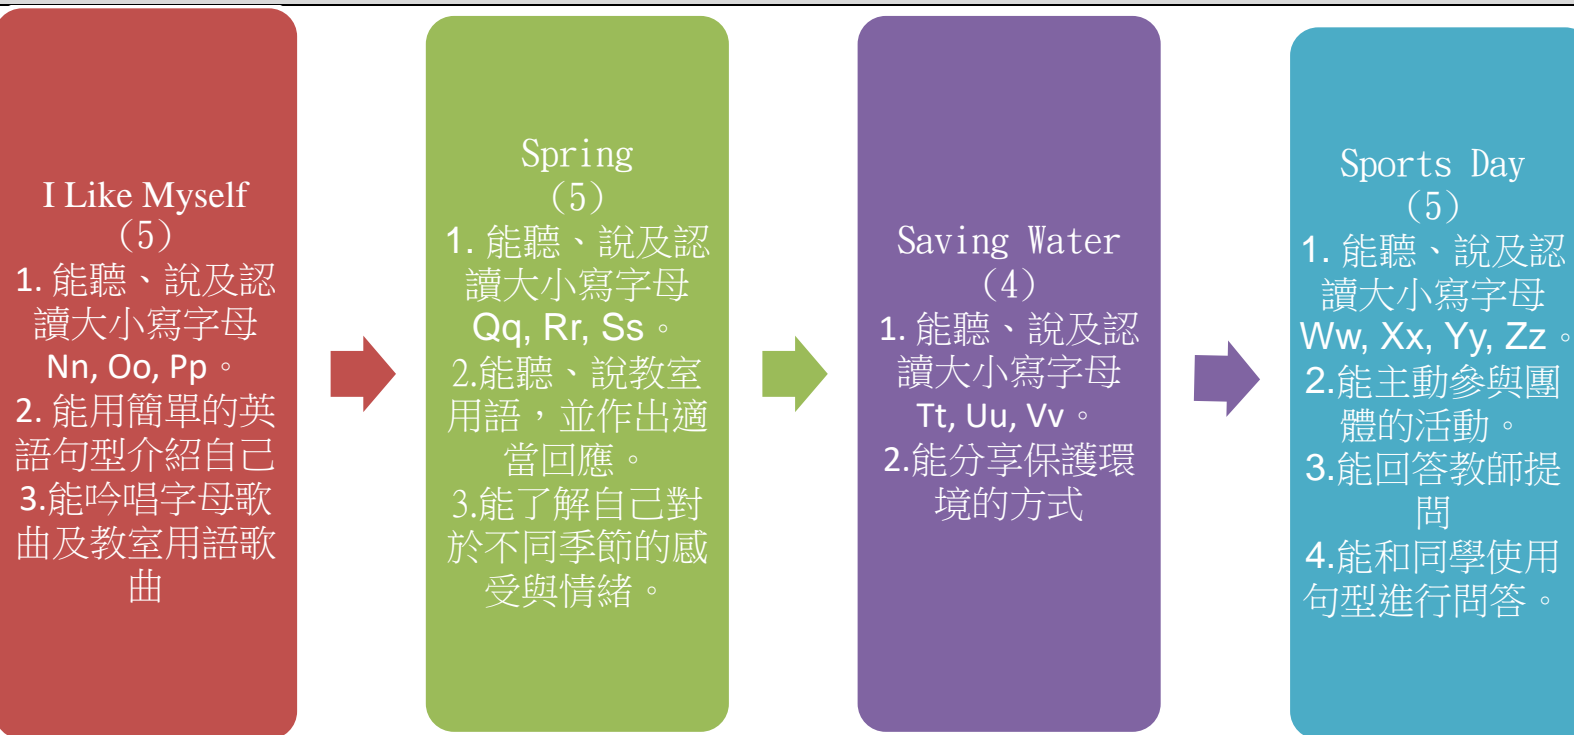 I Like Myself
(5)
1. 能聽、說及認
讀大小寫字母
Nn, Oo, Pp。
2. 能用簡單的英
語句型介紹自己
3.能吟唱字母歌
曲及教室用語歌
曲
Spring
(5)
1. 能聽、說及認
讀大小寫字母
Qq, Rr, Ss。
2.能聽、說教室
用語，並作出適
當回應。
3.能了解自己對
於不同季節的感
受與情緒。
Saving Water
(4)
1. 能聽、說及認
讀大小寫字母
Tt, Uu, Vv。
2.能分享保護環
境的方式
Sports Day
(5)
1. 能聽、說及認
讀大小寫字母
Ww, Xx, Yy, Zz。
2.能主動參與團
體的活動。
3.能回答教師提
問
4.能和同學使用
句型進行問答。